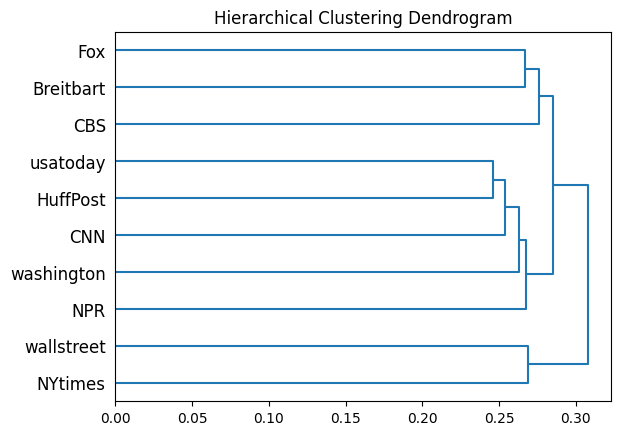 Hierarchical Clustering Dendrogram
Fox
Breitbart
CBS
usatoday
HuffPost
CNN
washington
NPR
wallstreet
NYtimes
0.00 0.05 0.10 0.15 0.20 0.25 0.30